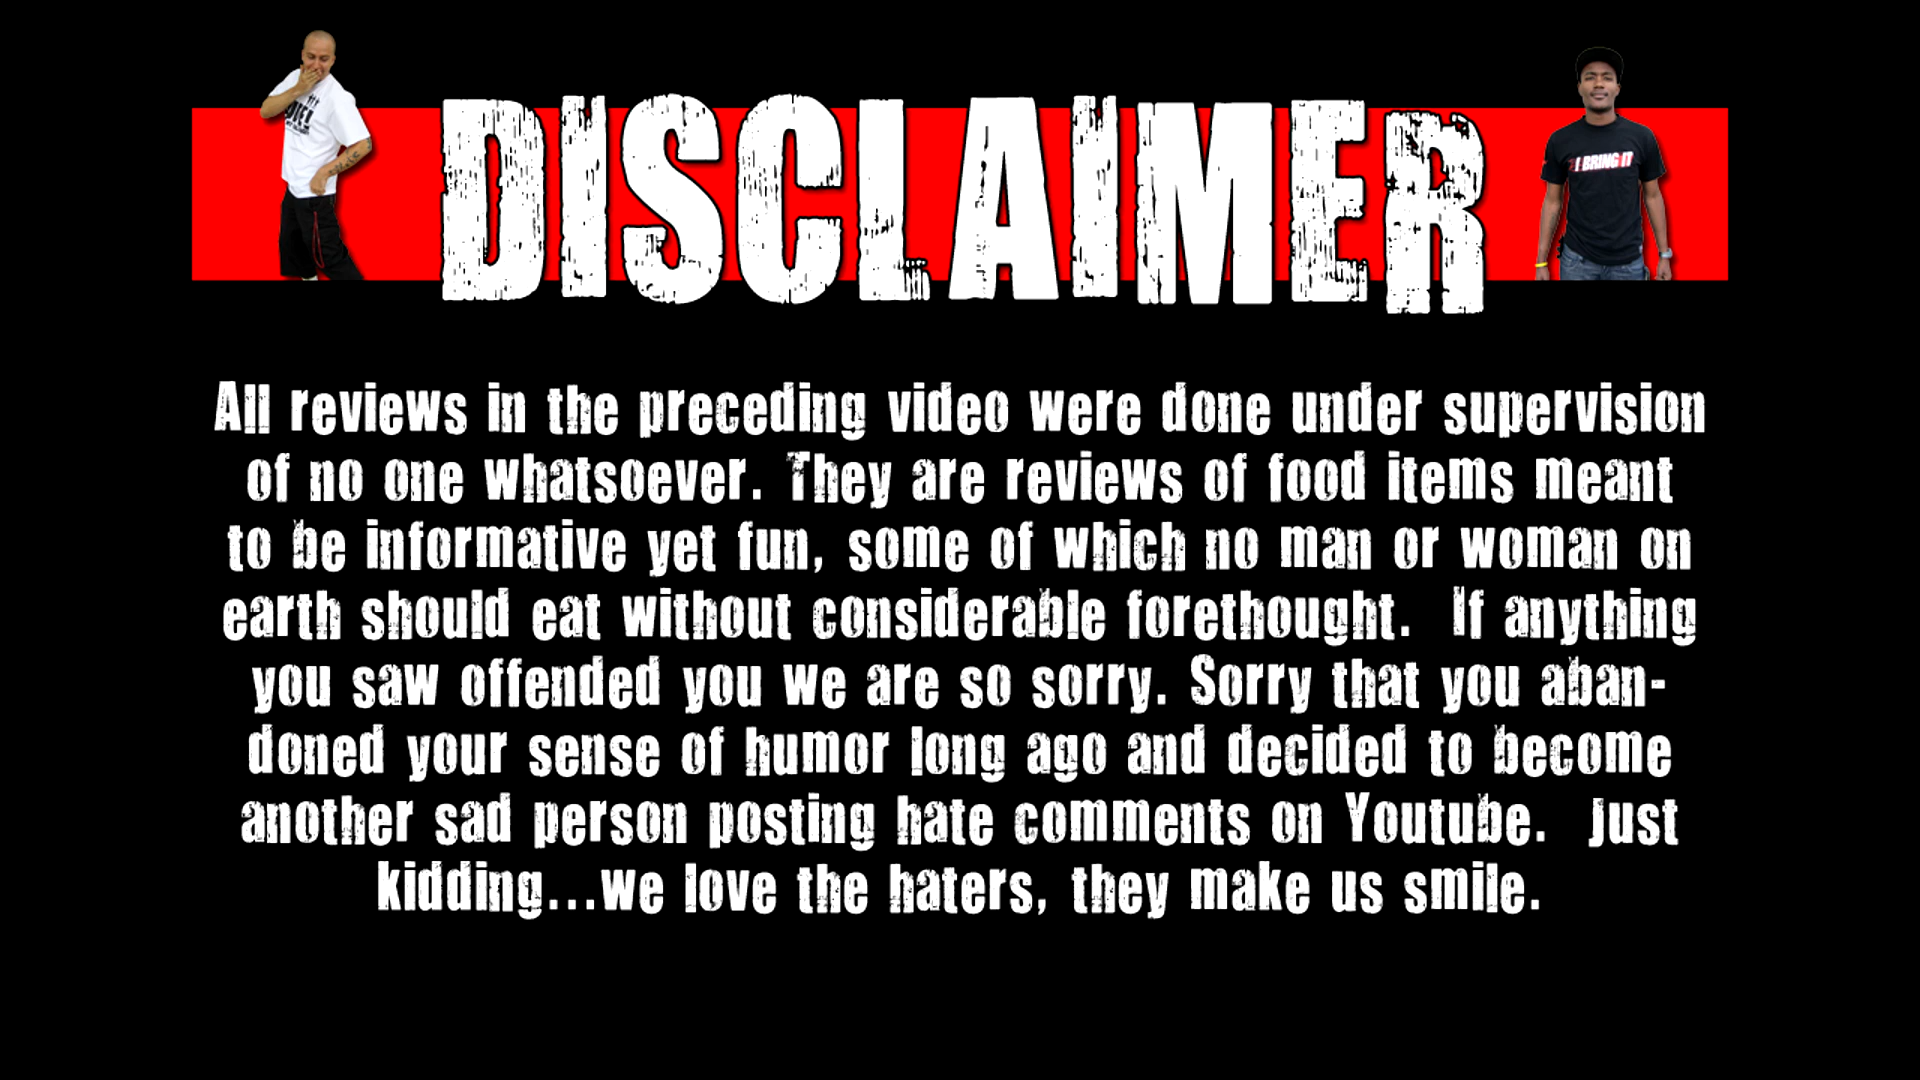 DISCLAIMER
DIET
I BRING IT
All reviews in the preceding video were done under supervision
of no one whatsoever. They are reviews of food items meant
to be informative yet fun, some of which no man or woman on
earth should eat without considerable forethought. If anything
you saw offended you we are so sorry. Sorry that you aban-
doned your sense of humor long ago and decided to become
another sad person posting hate comments on Youtube. Just
kidding...we love the haters, they make us smile.